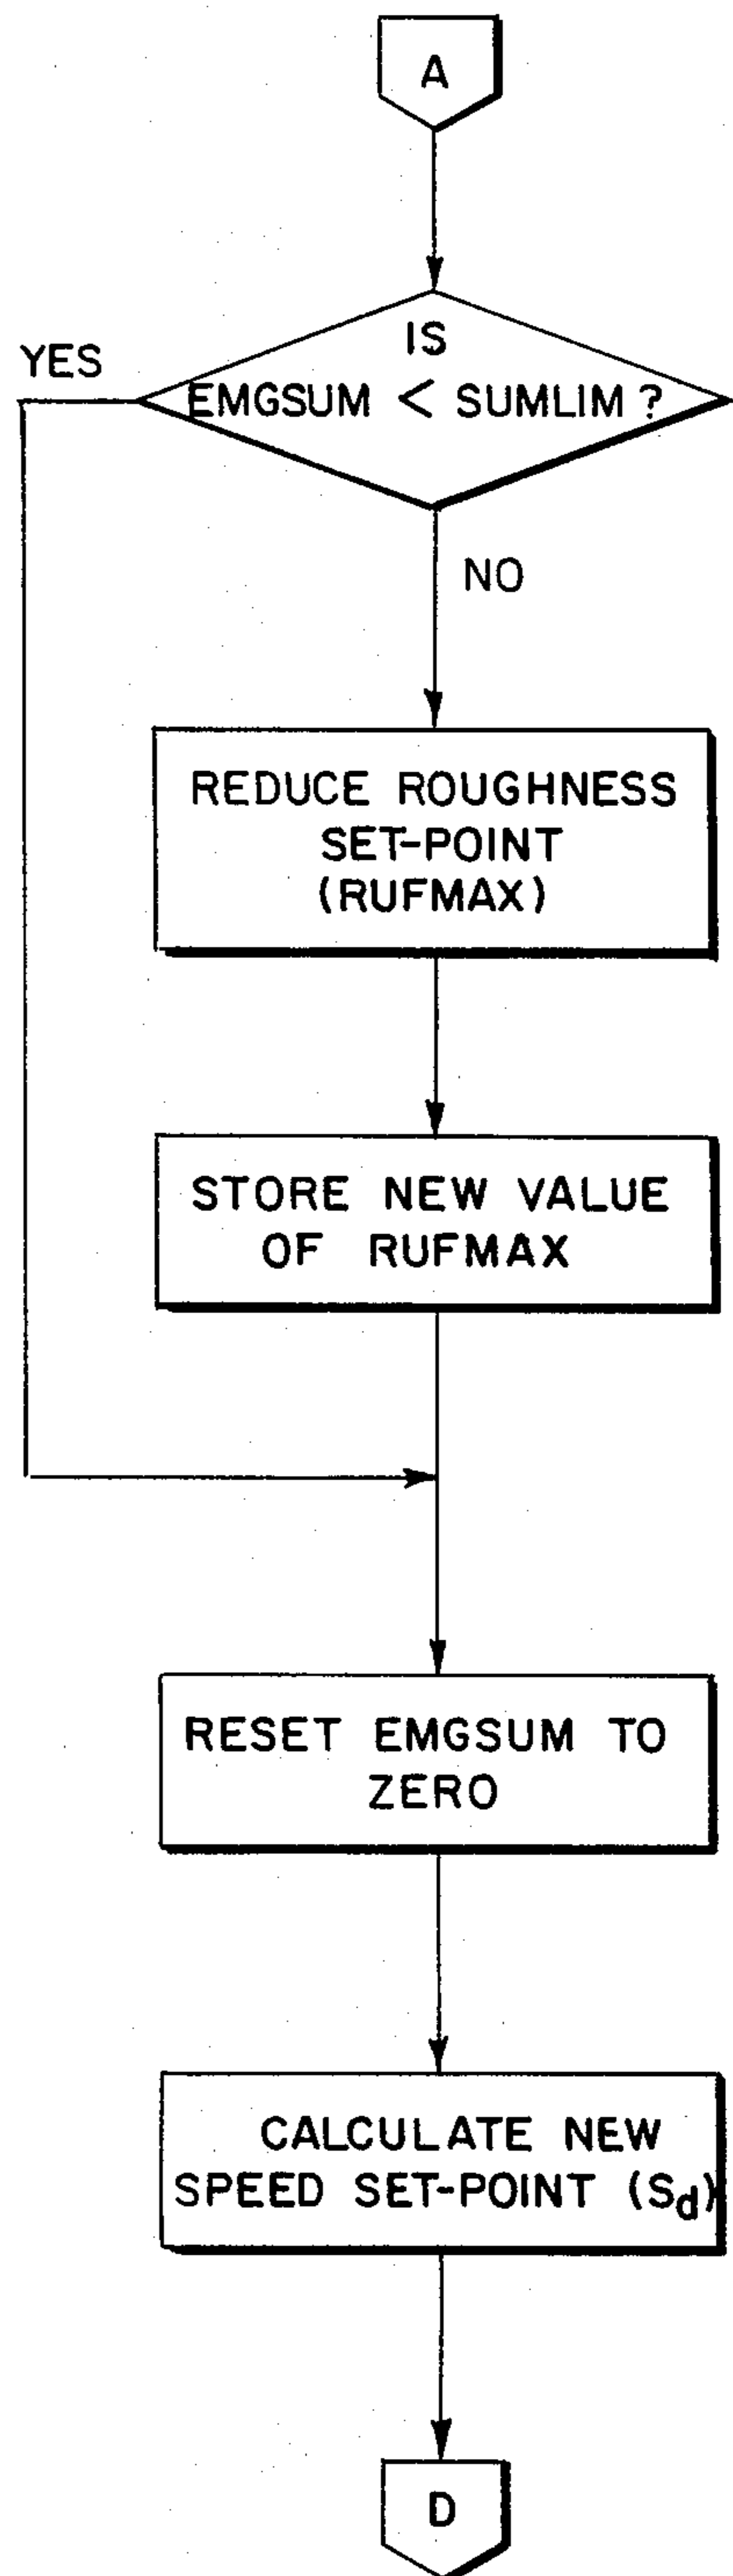 A
IS
YES
EMGSUM < SUMLIM ?
NO
REDUCE ROUGHNESS
SET-POINT
(RUFMAX)
STORE NEW VALUE
OF RUFMAX
RESET EMGSUM TO
ZERO
CALCULATE NEW
SPEED SET-POINT (Sd)
D